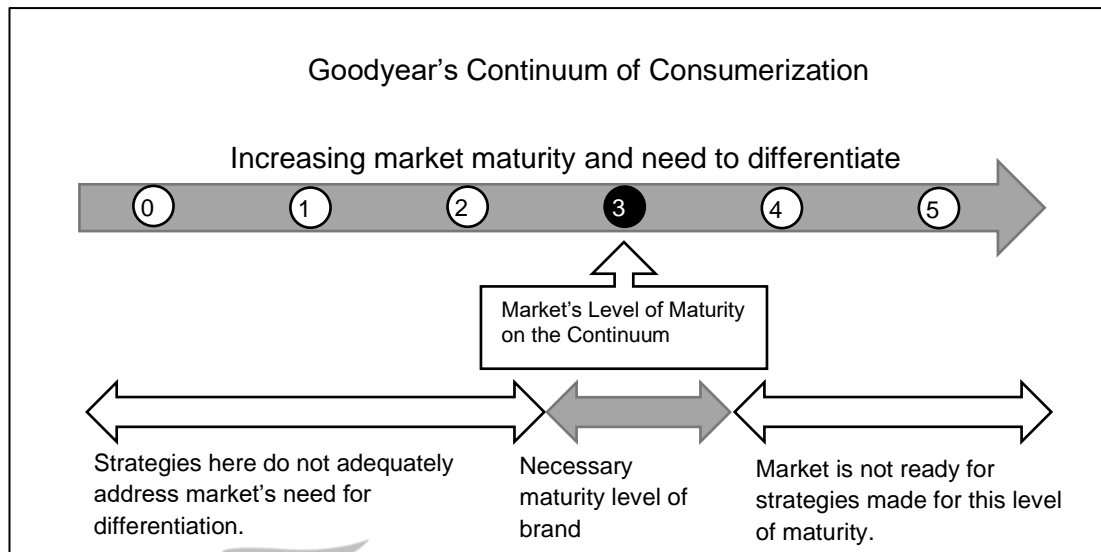 Goodyear’s Continuum of Consumerization
Increasing market maturity and need to differentiate
0 1 2 3 4 5
Market’s Level of Maturity
on the Continuum
Strategies here do not adequately
address market’s need for
differentiation.
Necessary
maturity level of
brand
Market is not ready for
strategies made for this level
of maturity.